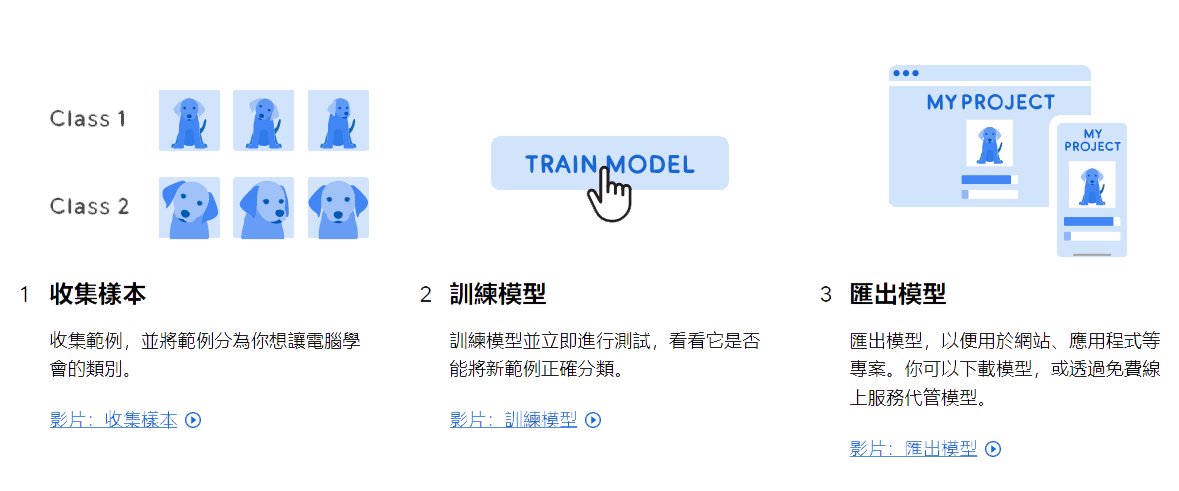 Class 1
Class 2
TRAIN MODEL
MY PROJECT
MY
PROJECT
1 收集樣本
收集範例，並將範例分為你想讓電腦學
會的類別。
影片：收集樣本
2 訓練模型
訓練模型並立即進行測試，看看它是否
能將新範例正確分類。
影片：訓練模型
3 匯出模型
匯出模型，以便用於網站、應用程式等
專案。你可以下載模型，或透過免費線
上服務代管模型。
影片：匯出模型